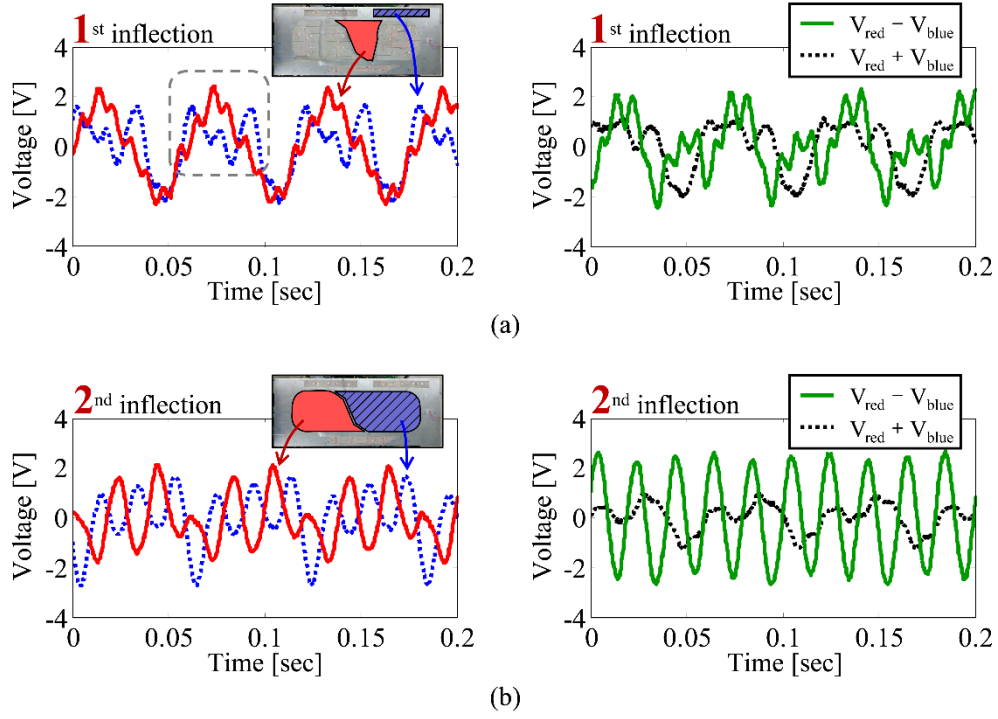 1st inflection
Voltage [V]
4
2
0
-2
-4
0
0.05
0.1
0.15
0.2
Time [sec]
Vred − Vblue
Vred + Vblue
Voltage [V]
4
2
0
-2
-4
0
0.05
0.1
0.15
0.2
Time [sec]
(a)
2nd inflection
Voltage [V]
4
2
0
-2
-4
0
0.05
0.1
0.15
0.2
Time [sec]
2nd inflection
Vred − Vblue
Vred + Vblue
Voltage [V]
4
2
0
-2
-4
0
0.05
0.1
0.15
0.2
Time [sec]
(b)